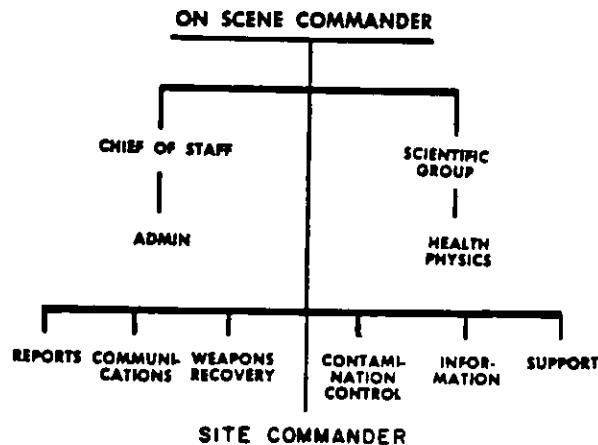 ON SCENE COMMANDER
CHIEF OF STAFF
SCIENTIFIC
GROUP
ADMIN
HEALTH
PHYSICS
REPORTS
COMMUNI-
CATIONS
WEAPONS
RECOVERY
CONTAMI-
NATION
CONTROL
INFOR-
MATION
SUPPORT
SITE COMMANDER